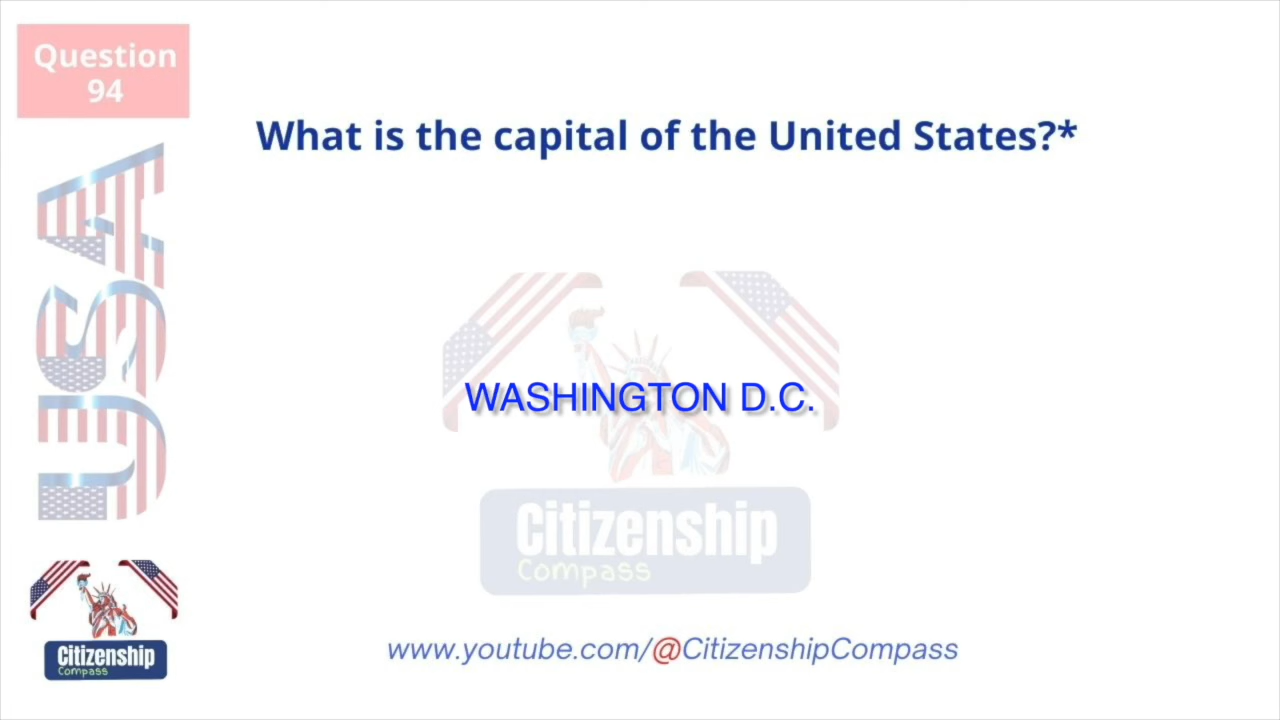 Question
94
What is the capital of the United States?*
USA
WASHINGTON D.C.
Citizenship
Compass
Citizenship
Compass
www.youtube.com/@CitizenshipCompass